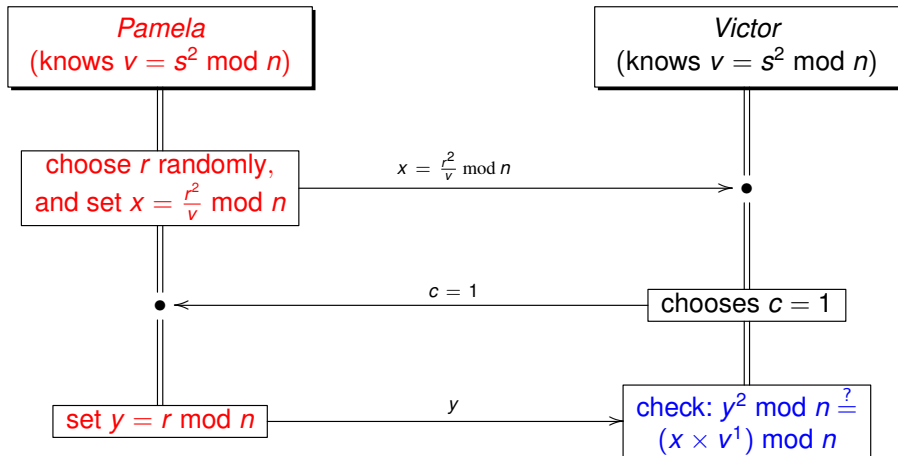 Pamela
(knows v = s² mod n)
Victor
(knows v = s² mod n)
choose r randomly,
and set x = r²/v mod n
x = r²/v mod n
c = 1
chooses c = 1
set y = r mod n
y
check: y² mod n ≟
(x × v¹) mod n